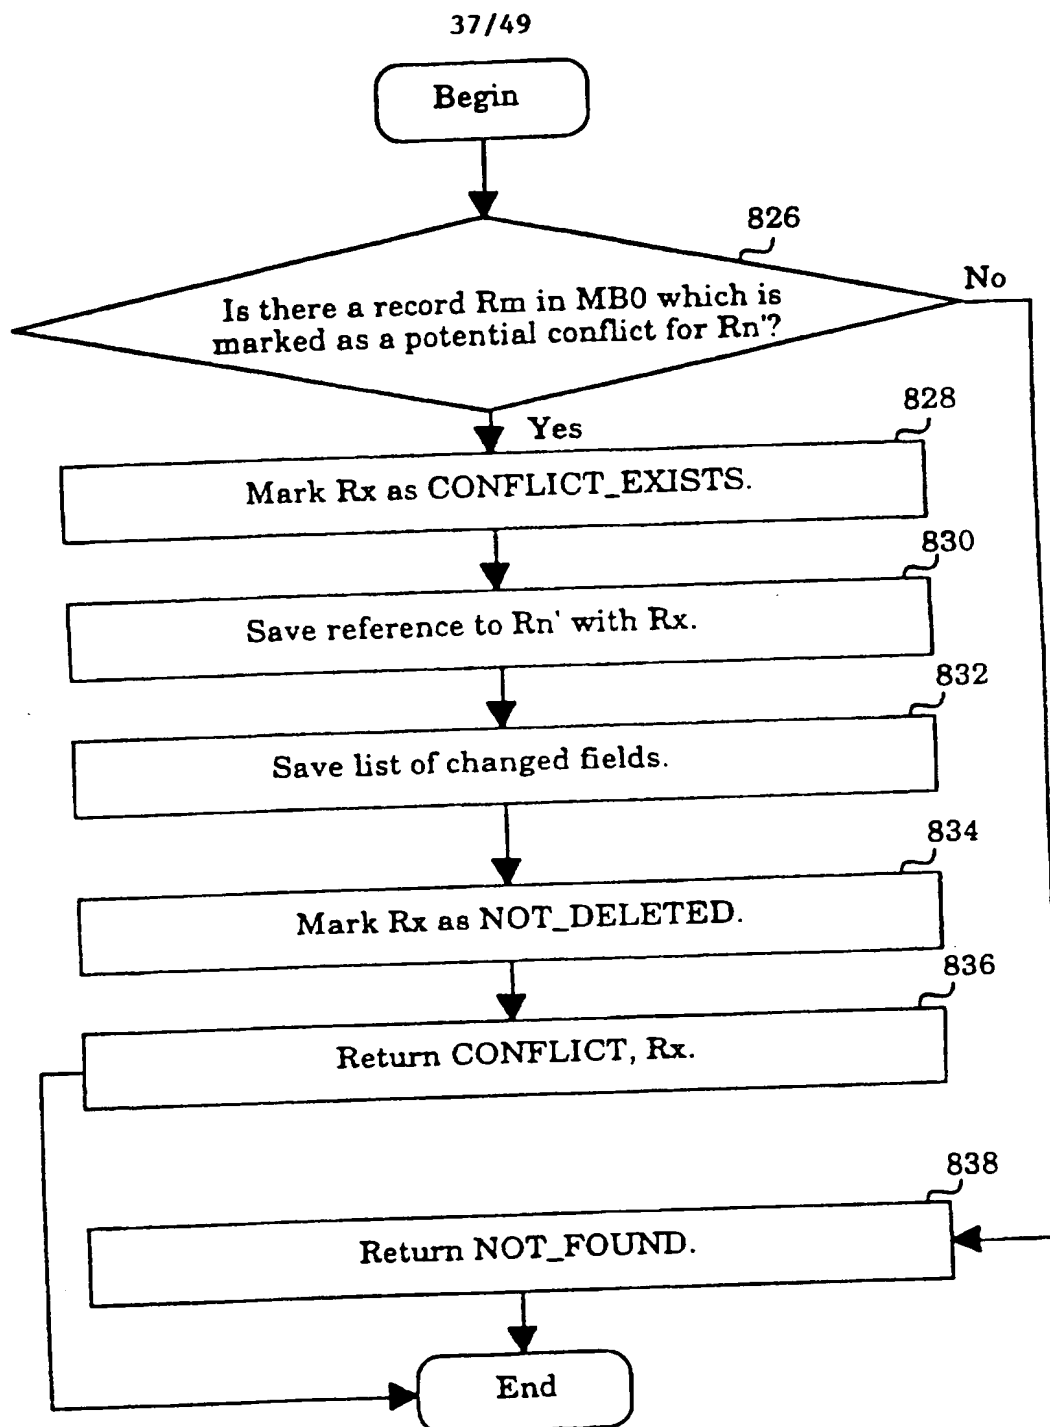 37/49
Begin
826
No
Is there a record Rm in MB0 which is
marked as a potential conflict for Rn'?
Yes
828
Mark Rx as CONFLICT_EXISTS.
830
Save reference to Rn' with Rx.
832
Save list of changed fields.
834
Mark Rx as NOT_DELETED.
836
Return CONFLICT, Rx.
838
Return NOT_FOUND.
End